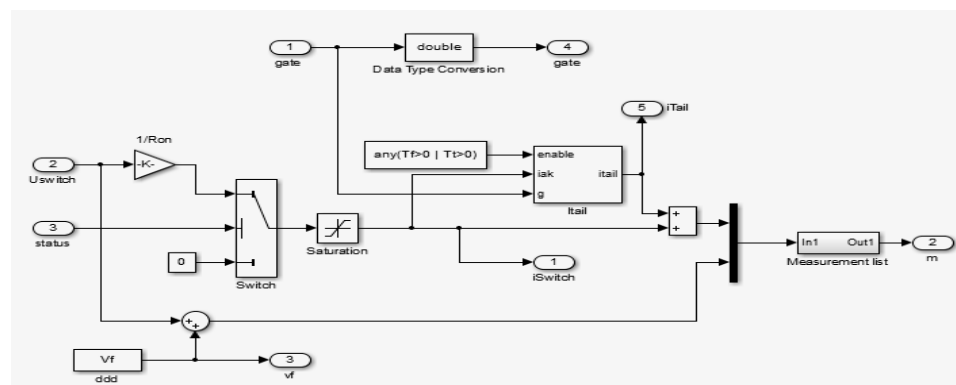 1
gate
double
Data Type Conversion
4
gate
5
iTail
1/Ron
-K-
2
Uswitch
any(Tf>0 | Tt>0)
enable
iak
g
itail
Itail
3
status
0
Switch
Saturation
+
+
In1
Out1
Measurement list
2
m
1
iSwitch
+
+
Vf
ddd
3
vf